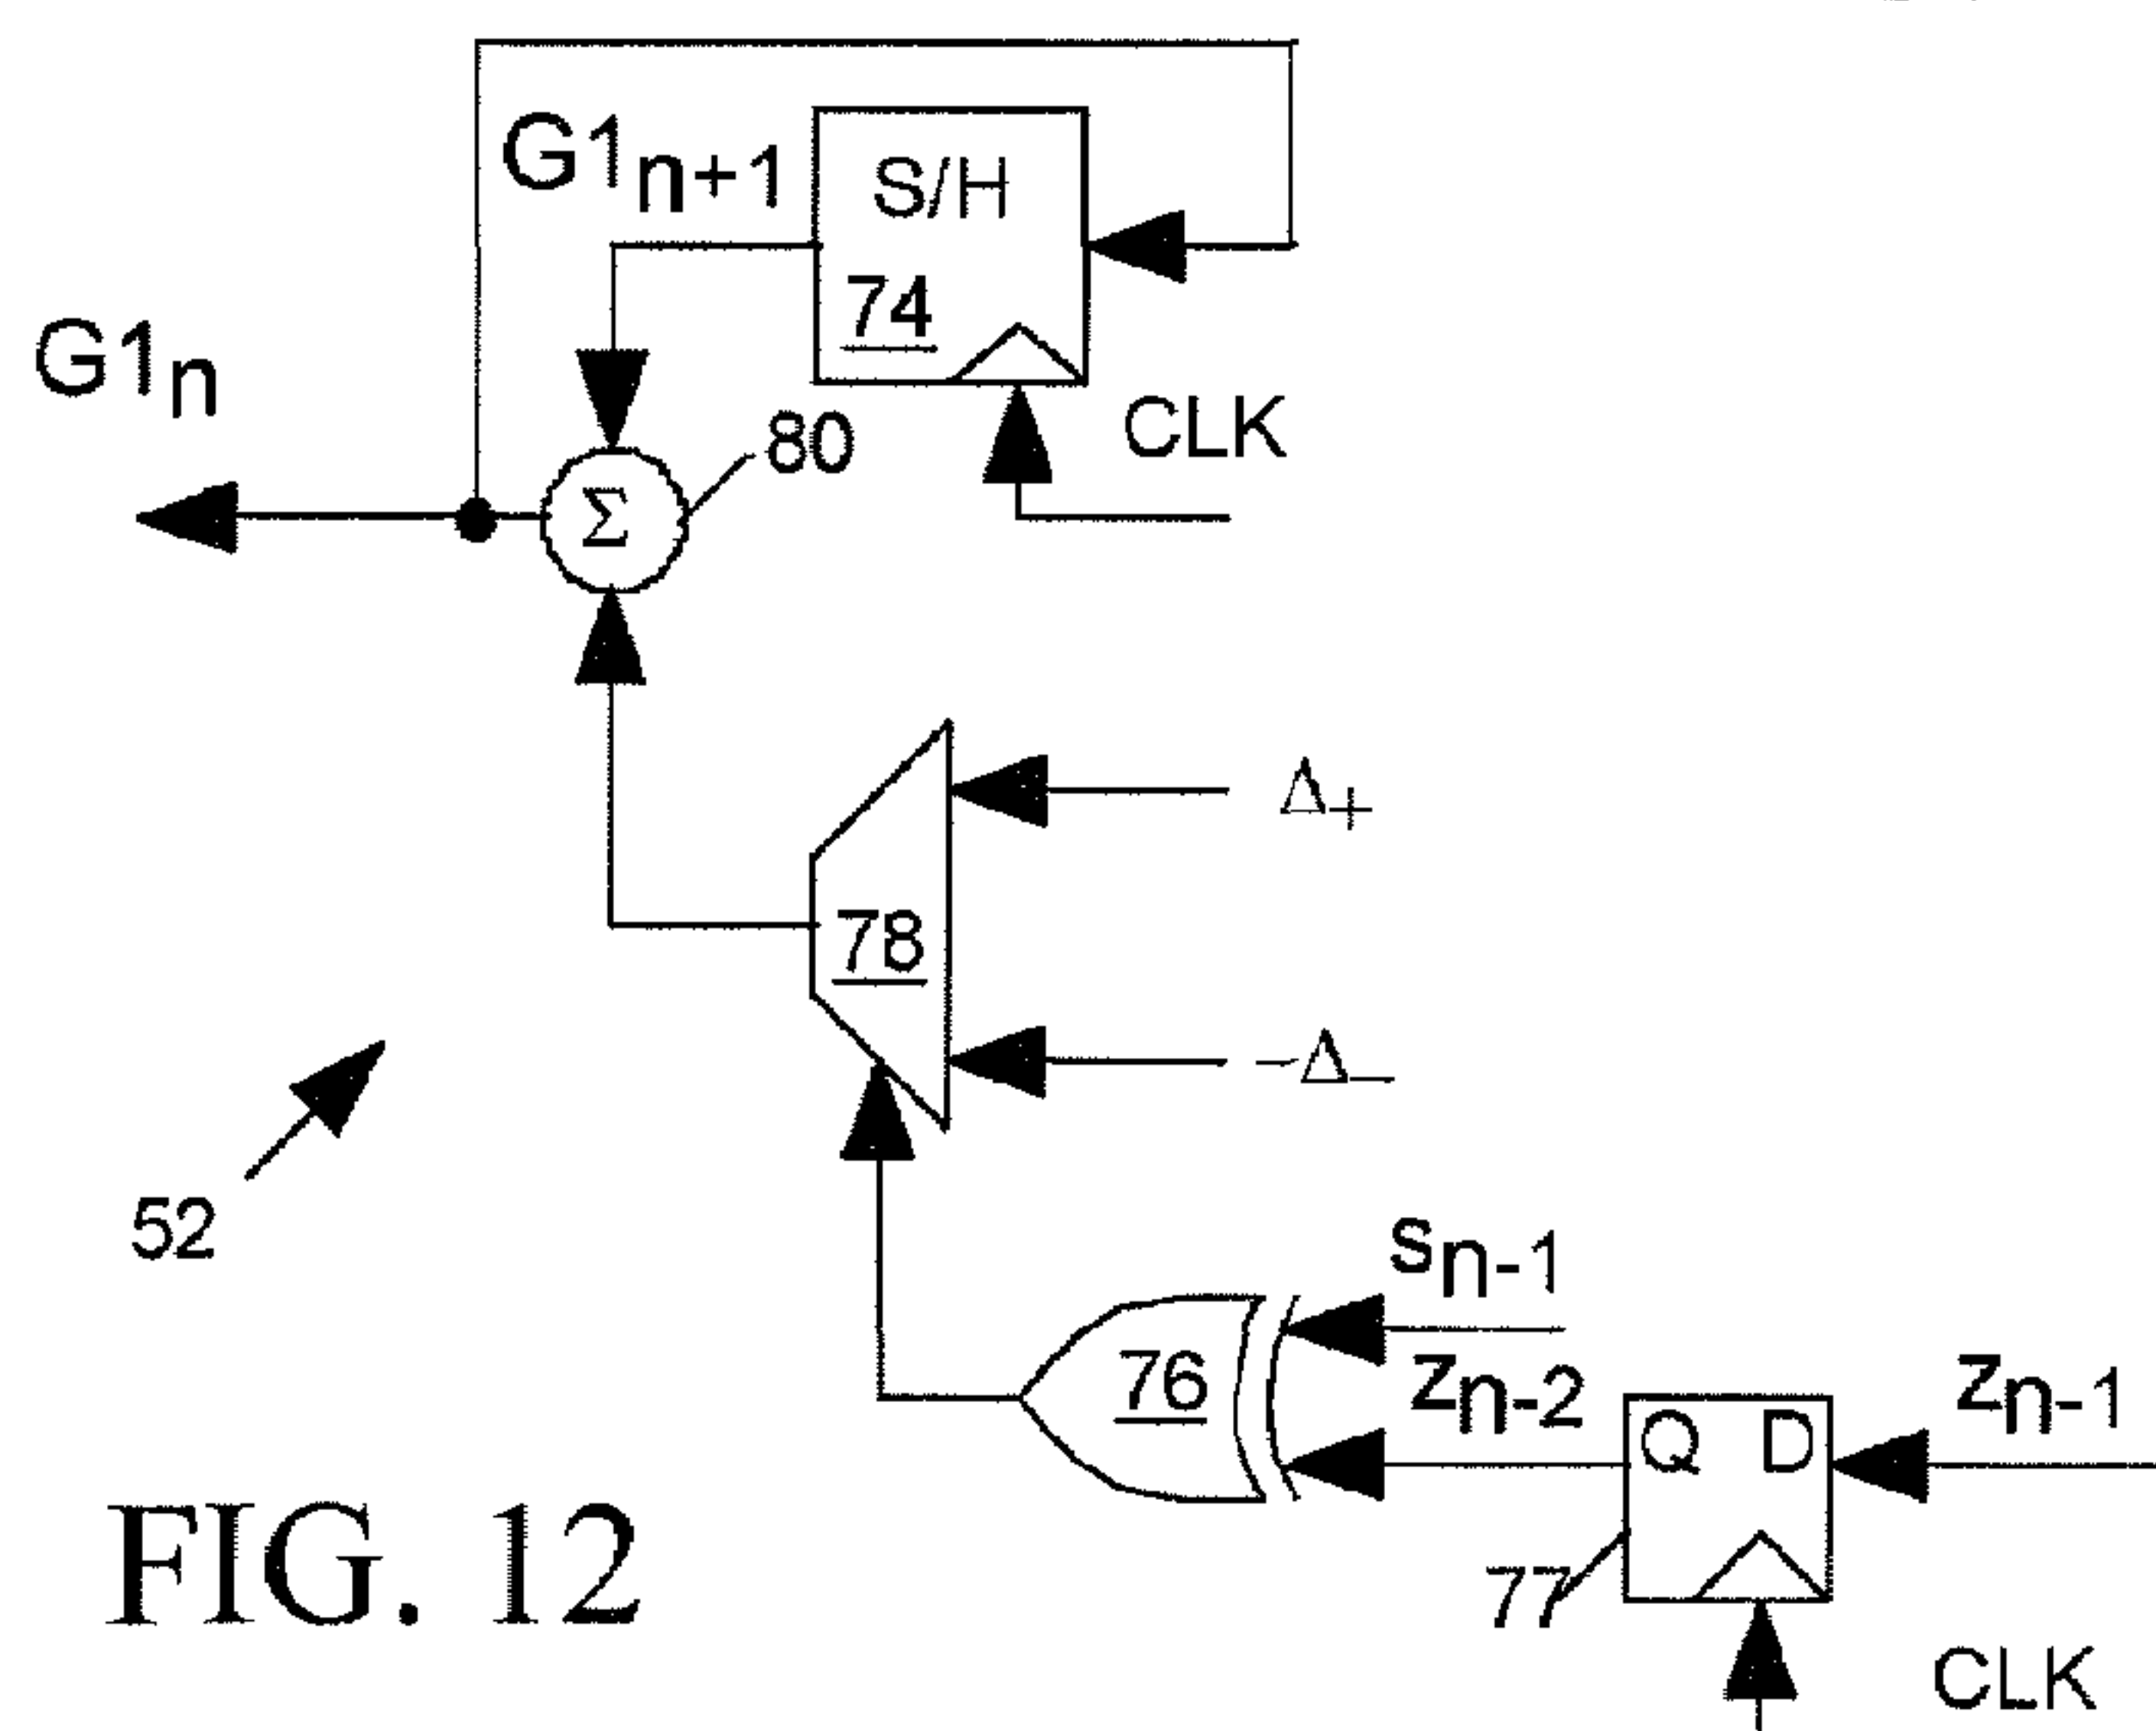 G1n+1
S/H
74
G1n
CLK
80
Σ
Δ+
78
-Δ-
52
sn-1
76
zn-2
zn-1
Q D
77
CLK
FIG. 12